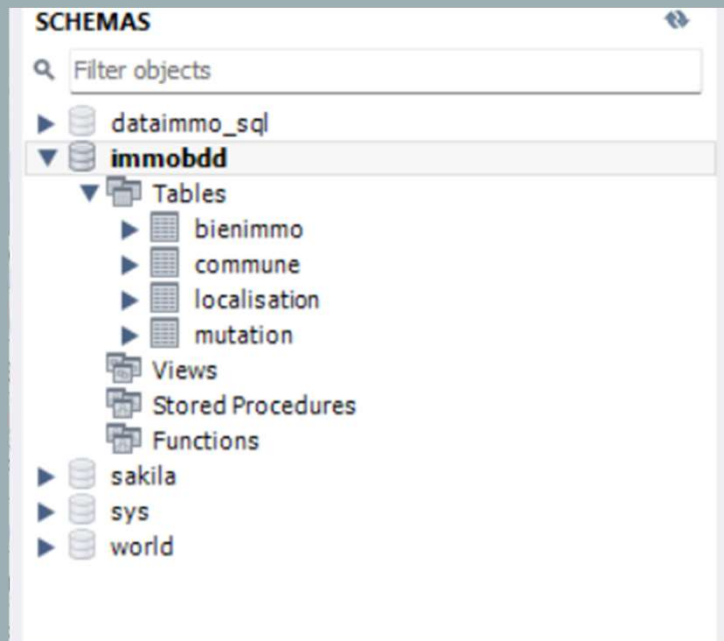 SCHEMAS
Filter objects
dataimmo_sql
immobdd
Tables
bienimmo
commune
localisation
mutation
Views
Stored Procedures
Functions
sakila
sys
world